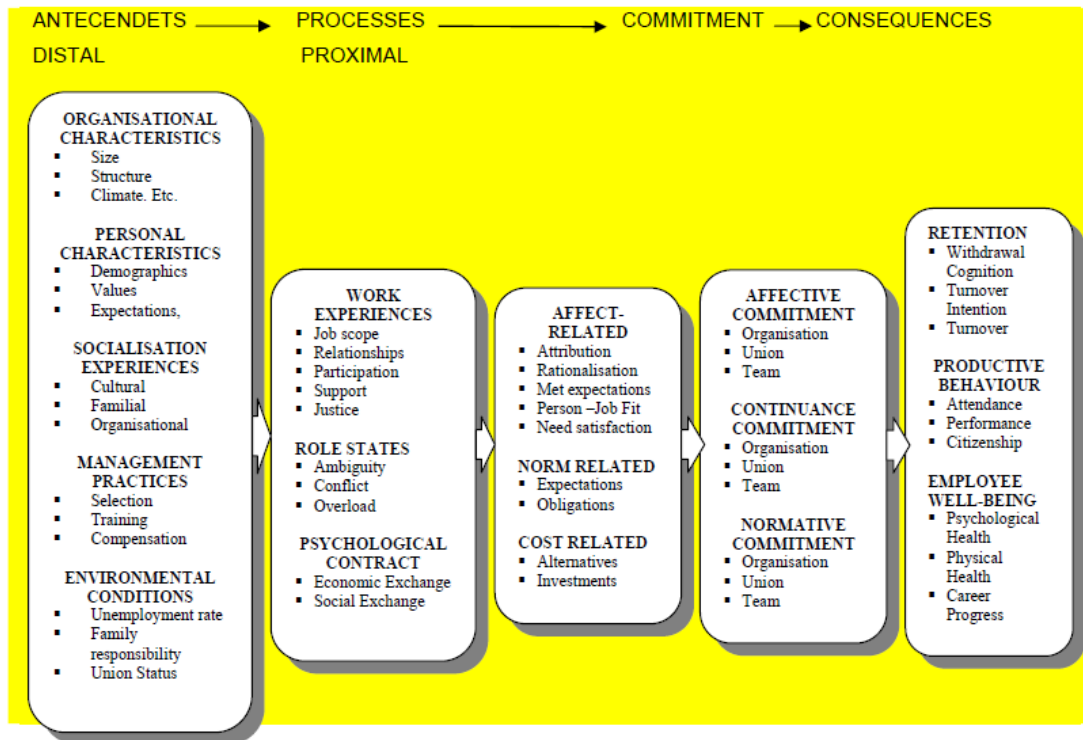 ANTECENDETS PROCESSES COMMITMENT CONSEQUENCES
DISTAL PROXIMAL
ORGANISATIONAL
CHARACTERISTICS
▪ Size
▪ Structure
▪ Climate. Etc.
PERSONAL
CHARACTERISTICS
▪ Demographics
▪ Values
▪ Expectations,
SOCIALISATION
EXPERIENCES
▪ Cultural
▪ Familial
▪ Organisational
MANAGEMENT
PRACTICES
▪ Selection
▪ Training
▪ Compensation
ENVIRONMENTAL
CONDITIONS
▪ Unemployment rate
▪ Family
responsibility
▪ Union Status
WORK
EXPERIENCES
▪ Job scope
▪ Relationships
▪ Participation
▪ Support
▪ Justice
ROLE STATES
▪ Ambiguity
▪ Conflict
▪ Overload
PSYCHOLOGICAL
CONTRACT
▪ Economic Exchange
▪ Social Exchange
AFFECT-
RELATED
▪ Attribution
▪ Rationalisation
▪ Met expectations
▪ Person –Job Fit
▪ Need satisfaction
NORM RELATED
▪ Expectations
▪ Obligations
COST RELATED
▪ Alternatives
▪ Investments
AFFECTIVE
COMMITMENT
▪ Organisation
▪ Union
▪ Team
CONTINUANCE
COMMITMENT
▪ Organisation
▪ Union
▪ Team
NORMATIVE
COMMITMENT
▪ Organisation
▪ Union
▪ Team
RETENTION
▪ Withdrawal
Cognition
▪ Turnover
Intention
▪ Turnover
PRODUCTIVE
BEHAVIOUR
▪ Attendance
▪ Performance
▪ Citizenship
EMPLOYEE
WELL-BEING
▪ Psychological
Health
▪ Physical
Health
▪ Career
Progress